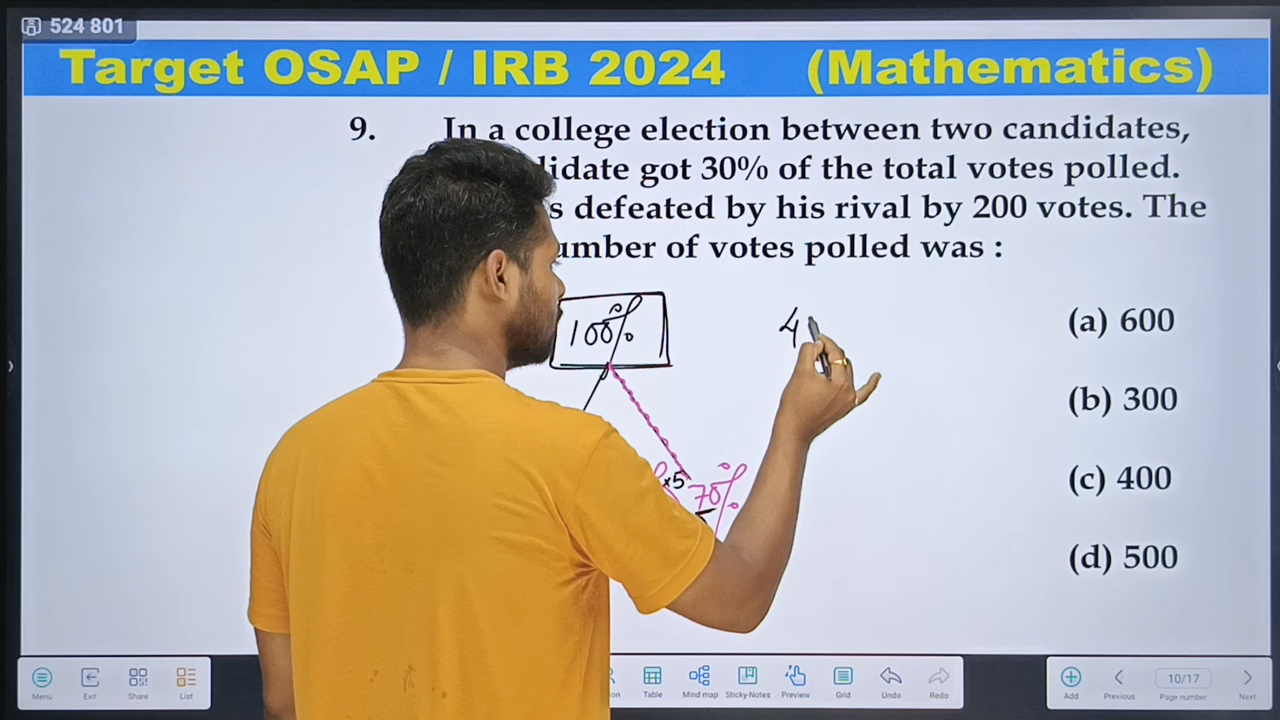 524 801
Target OSAP / IRB 2024 (Mathematics)
9. In a college election between two candidates,
got 30% of the total votes polled.
defeated by his rival by 200 votes. The
of votes polled was :
100%
4
(a) 600
(b) 300
(c) 400
×5
70%
(d) 500
Menu Exit Share List Table Mind map Sticky-Notes Preview Grid Undo Redo Add Previous 10/17 Page number Next